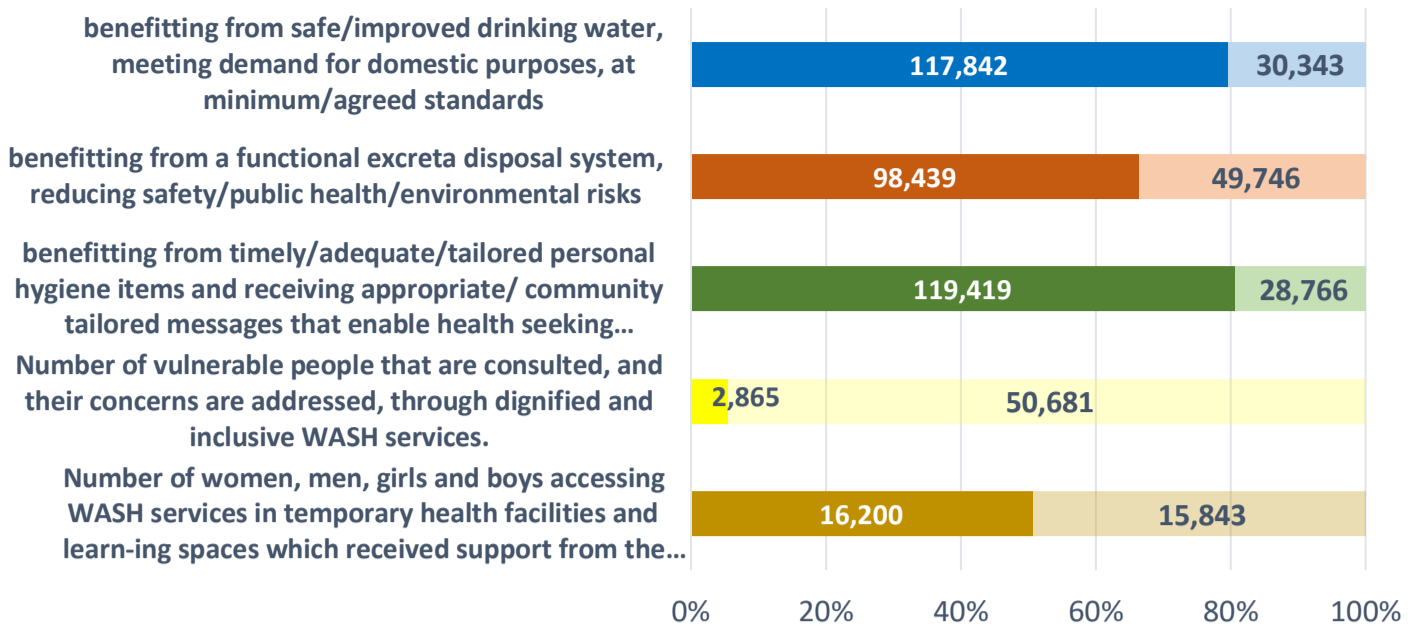 benefitting from safe/improved drinking water,
meeting demand for domestic purposes, at
minimum/agreed standards
117,842
30,343
benefitting from a functional excreta disposal system,
reducing safety/public health/environmental risks
98,439
49,746
benefitting from timely/adequate/tailored personal
hygiene items and receiving appropriate/ community
tailored messages that enable health seeking…
119,419
28,766
Number of vulnerable people that are consulted, and
their concerns are addressed, through dignified and
inclusive WASH services.
2,865
50,681
Number of women, men, girls and boys accessing
WASH services in temporary health facilities and
learn-ing spaces which received support from the…
16,200
15,843
0% 20% 40% 60% 80% 100%